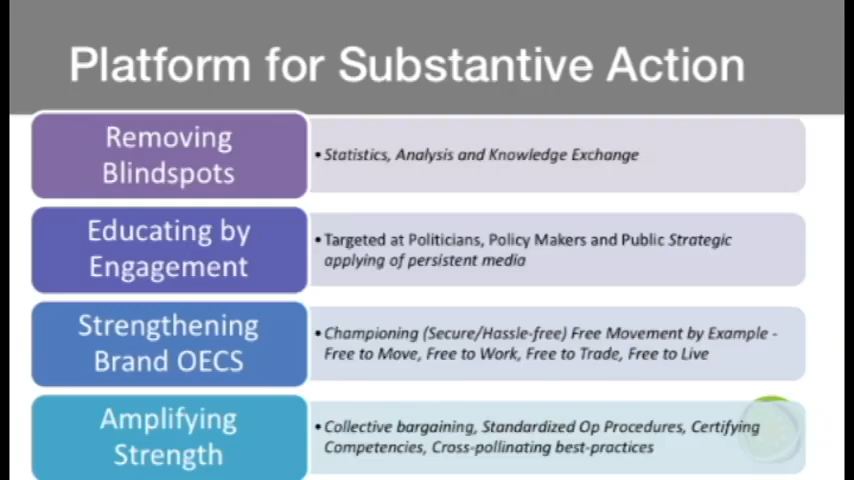 Platform for Substantive Action
Removing
Blindspots
• Statistics, Analysis and Knowledge Exchange
Educating by
Engagement
• Targeted at Politicians, Policy Makers and Public Strategic
applying of persistent media
Strengthening
Brand OECS
• Championing (Secure/Hassle-free) Free Movement by Example -
Free to Move, Free to Work, Free to Trade, Free to Live
Amplifying
Strength
• Collective bargaining, Standardized Op Procedures, Certifying
Competencies, Cross-pollinating best-practices